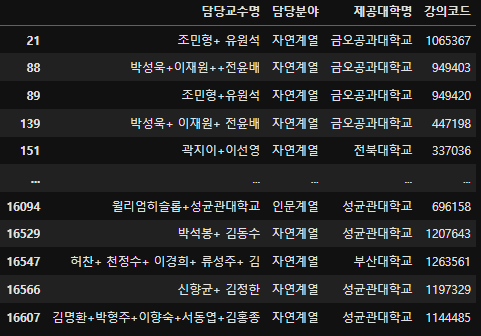 담당교수명 담당분야 제공대학명 강의코드
21 조민형+ 유원석 자연계열 금오공과대학교 1065367
88 박성욱+이재원++전윤배 자연계열 금오공과대학교 949403
89 조민형+유원석 자연계열 금오공과대학교 949420
139 박성욱+ 이재원+ 전윤배 자연계열 금오공과대학교 447198
151 곽지이+이선영 자연계열 전북대학교 337036
... ... ... ... ...
16094 윌리엄히슬롭+성균관대학교 인문계열 성균관대학교 696158
16529 박석봉+ 김동수 자연계열 성균관대학교 1207643
16547 허찬+ 천정수+ 이경희+ 류성주+ 김 자연계열 부산대학교 1263561
16566 신항균+ 김정한 자연계열 성균관대학교 1197329
16607 김명환+박형주+이향숙+서동엽+김홍종 자연계열 성균관대학교 1144485